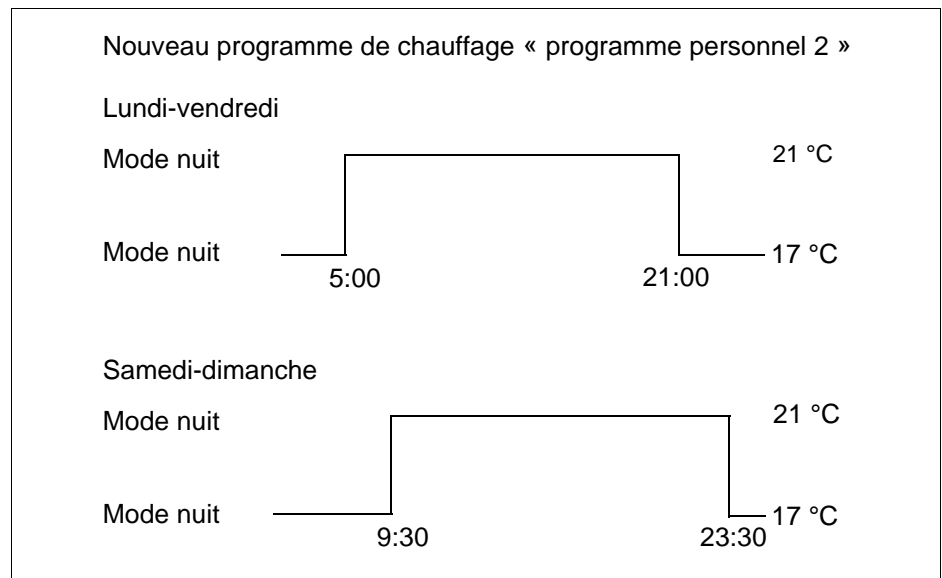 Nouveau programme de chauffage « programme personnel 2 »
Lundi-vendredi
Mode nuit 21 °C
Mode nuit 17 °C
5:00 21:00
Samedi-dimanche
Mode nuit 21 °C
Mode nuit 17 °C
9:30 23:30